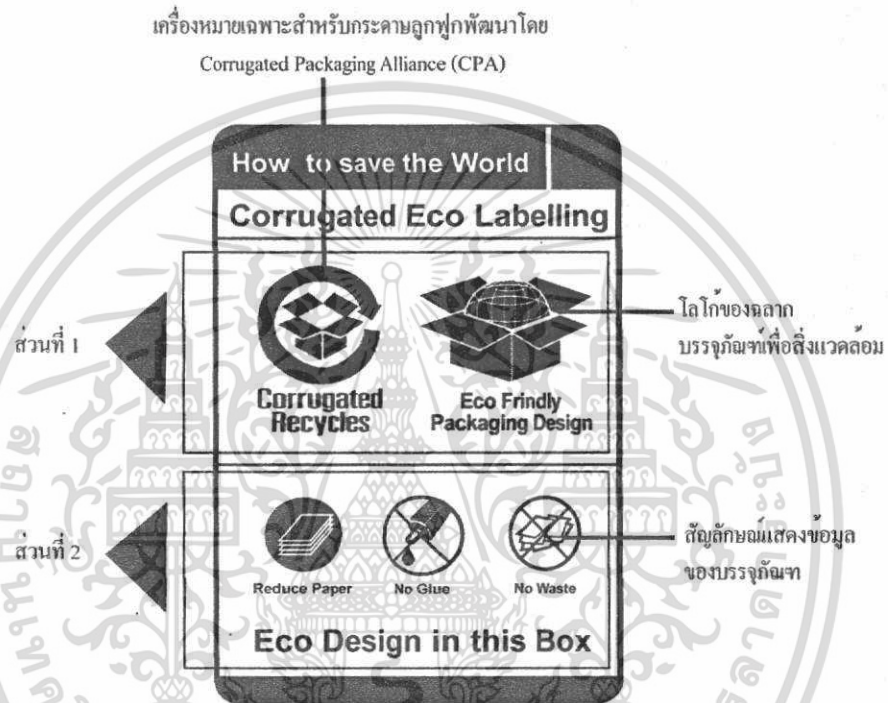 เครื่องหมายเฉพาะสำหรับกระดาษลูกฟูกพัฒนาโดย
Corrugated Packaging Alliance (CPA)
How to save the World
Corrugated Eco Labelling
ส่วนที่ 1
Corrugated
Recycles
Eco Frindly
Packaging Design
โลโก้ของฉลาก
บรรจุภัณฑ์เพื่อสิ่งแวดล้อม
ส่วนที่ 2
Reduce Paper
No Glue
No Waste
สัญลักษณ์แสดงข้อมูล
ของบรรจุภัณฑ
Eco Design in this Box